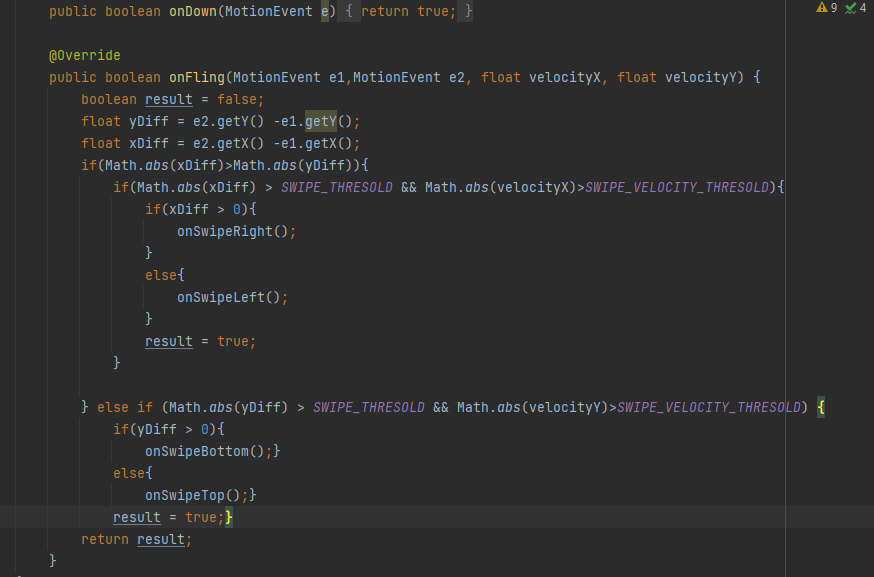 public boolean onDown(MotionEvent e) { return true; }
9 4
@Override
public boolean onFling(MotionEvent e1,MotionEvent e2, float velocityX, float velocityY) {
boolean result = false;
float yDiff = e2.getY() -e1.getY();
float xDiff = e2.getX() -e1.getX();
if(Math.abs(xDiff)>Math.abs(yDiff)){
if(Math.abs(xDiff) > SWIPE_THRESOLD && Math.abs(velocityX)>SWIPE_VELOCITY_THRESOLD){
if(xDiff > 0){
onSwipeRight();
}
else{
onSwipeLeft();
}
result = true;
}
} else if (Math.abs(yDiff) > SWIPE_THRESOLD && Math.abs(velocityY)>SWIPE_VELOCITY_THRESOLD) {
if(yDiff > 0){
onSwipeBottom();}
else{
onSwipeTop();}
result = true;}
return result;
}